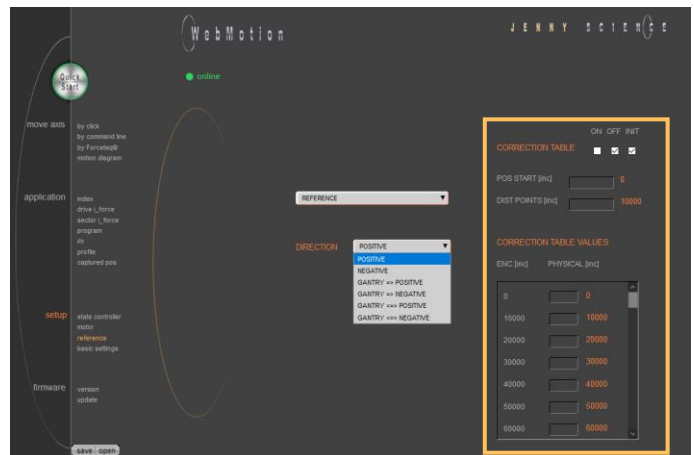 WebMotion
JENNY SCIENCE
Quick
Start
online
move axis
by click
by command line
by Forceteq®
motion diagram
application
index
drive i_force
sector i_force
program
i/o
profile
captured pos
setup
state controller
motor
reference
basic settings
firmware
version
update
save open
REFERENCE
DIRECTION POSITIVE
POSITIVE
NEGATIVE
GANTRY => POSITIVE
GANTRY => NEGATIVE
GANTRY <=> POSITIVE
GANTRY <=> NEGATIVE
ON OFF INIT
CORRECTION TABLE
POS START [inc] 0
DIST POINTS [inc] 10000
CORRECTION TABLE VALUES
ENC [inc] PHYSICAL [inc]
0 0
10000 10000
20000 20000
30000 30000
40000 40000
50000 50000
60000 60000